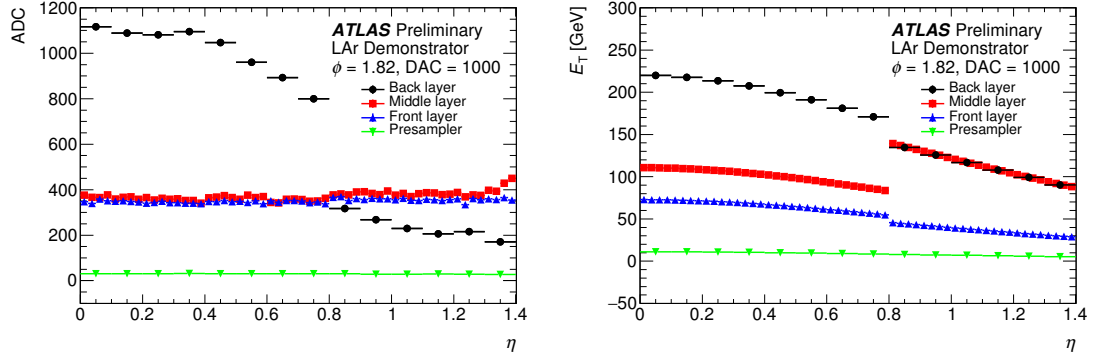 ADC
1200
1000
800
600
400
200
0
ATLAS Preliminary
LAr Demonstrator
ϕ = 1.82, DAC = 1000
Back layer
Middle layer
Front layer
Presampler
0 0.2 0.4 0.6 0.8 1 1.2 1.4
η
E_T [GeV]
300
250
200
150
100
50
0
−50
ATLAS Preliminary
LAr Demonstrator
ϕ = 1.82, DAC = 1000
Back layer
Middle layer
Front layer
Presampler
0 0.2 0.4 0.6 0.8 1 1.2 1.4
η